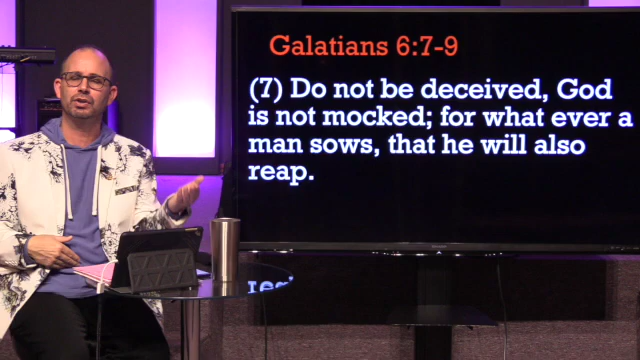 Galatians 6:7-9
(7) Do not be deceived, God
is not mocked; for what ever a
man sows, that he will also
reap.